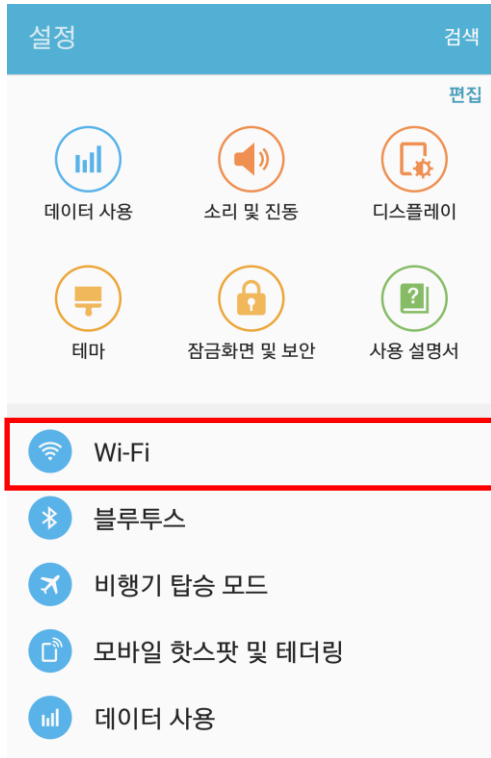 설정 검색
편집
데이터 사용 소리 및 진동 디스플레이
테마 잠금화면 및 보안 사용 설명서
Wi-Fi
블루투스
비행기 탑승 모드
모바일 핫스팟 및 테더링
데이터 사용